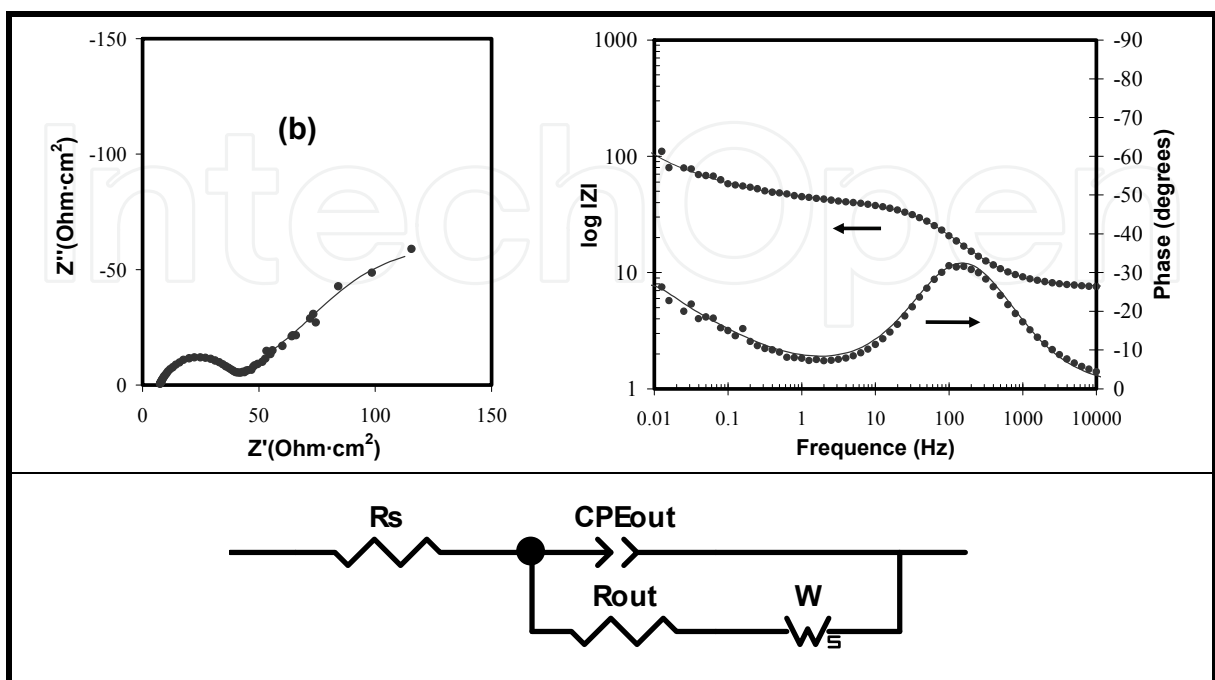 -150
-100
-50
0
Z''(Ohm·cm²)
(b)
0 50 100 150
Z'(Ohm·cm²)
1000
100
10
1
log IZI
-90
-80
-70
-60
-50
-40
-30
-20
-10
0
Phase (degrees)
0.01 0.1 1 10 100 1000 10000
Frequence (Hz)
IntechOpen
Rs CPEout
Rout W
s